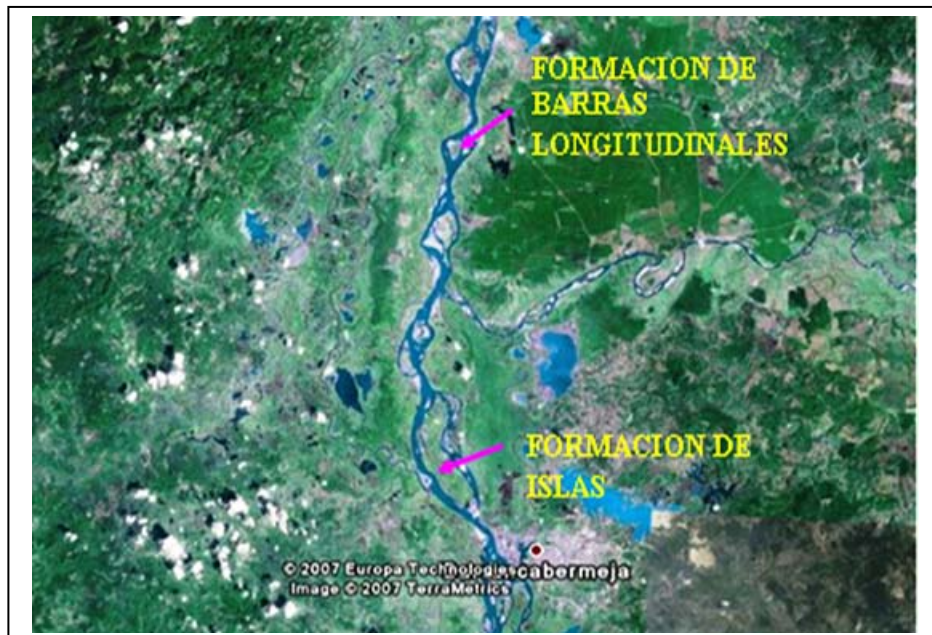 FORMACION DE
BARRAS
LONGITUDINALES
FORMACION DE
ISLAS
© 2007 Europa Technologies
cabermeja
Image © 2007 TerraMetrics